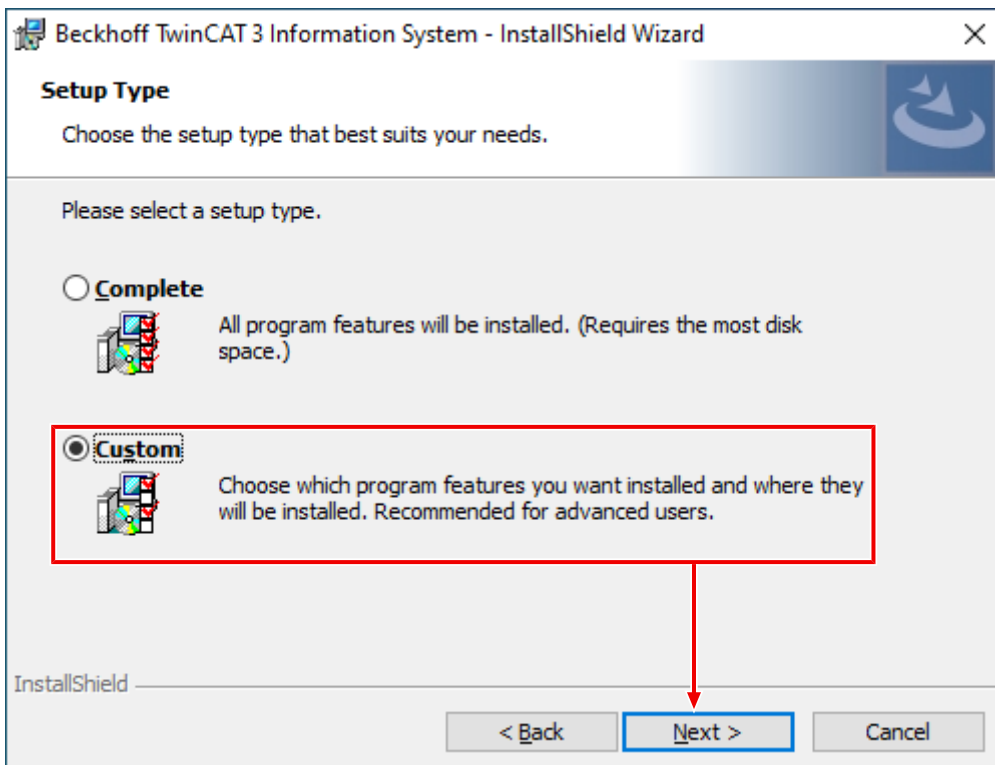 Beckhoff TwinCAT 3 Information System - InstallShield Wizard
Setup Type
Choose the setup type that best suits your needs.
Please select a setup type.
Complete
All program features will be installed. (Requires the most disk
space.)
Custom
Choose which program features you want installed and where they
will be installed. Recommended for advanced users.
InstallShield
< Back
Next >
Cancel